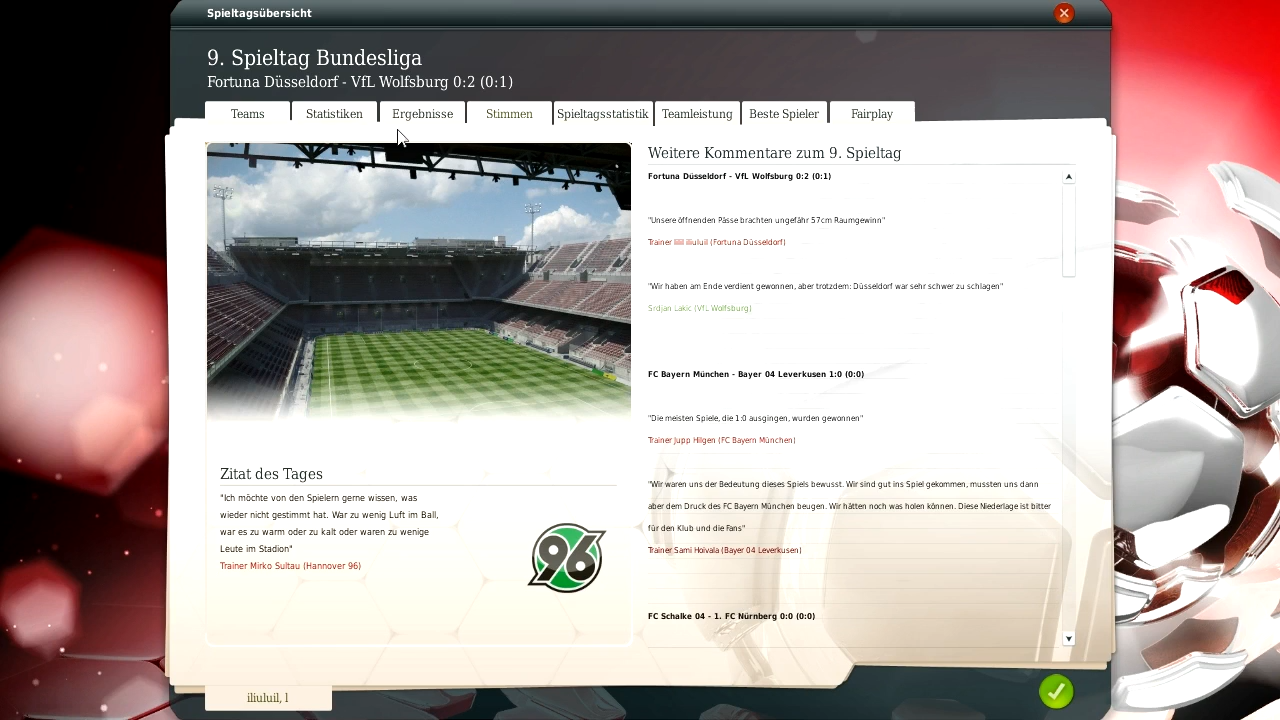 Spieltagsübersicht
9. Spieltag Bundesliga
Fortuna Düsseldorf - VfL Wolfsburg 0:2 (0:1)
Teams
Statistiken
Ergebnisse
Stimmen
Spieltagsstatistik
Teamleistung
Beste Spieler
Fairplay
Zitat des Tages
"Ich möchte von den Spielern gerne wissen, was
wieder nicht gestimmt hat. War zu wenig Luft im Ball,
war es zu warm oder zu kalt oder waren zu wenige
Leute im Stadion"
Trainer Mirko Sultau (Hannover 96)
96
Weitere Kommentare zum 9. Spieltag
Fortuna Düsseldorf - VfL Wolfsburg 0:2 (0:1)
"Unsere öffnenden Pässe brachten ungefähr 57cm Raumgewinn"
Trainer iliuluil (Fortuna Düsseldorf)
"Wir haben am Ende verdient gewonnen, aber trotzdem: Düsseldorf war sehr schwer zu schlagen"
Srdjan Lakic (VfL Wolfsburg)
FC Bayern München - Bayer 04 Leverkusen 1:0 (0:0)
"Die meisten Spiele, die 1:0 ausgingen, wurden gewonnen"
Trainer Jupp Hilgen (FC Bayern München)
"Wir waren uns der Bedeutung dieses Spiels bewusst. Wir sind gut ins Spiel gekommen, mussten uns dann
aber dem Druck des FC Bayern München beugen. Wir hätten noch was holen können. Diese Niederlage ist bitter
für den Klub und die Fans"
Trainer Sami Hoivala (Bayer 04 Leverkusen)
FC Schalke 04 - 1. FC Nürnberg 0:0 (0:0)
iliuluil, l